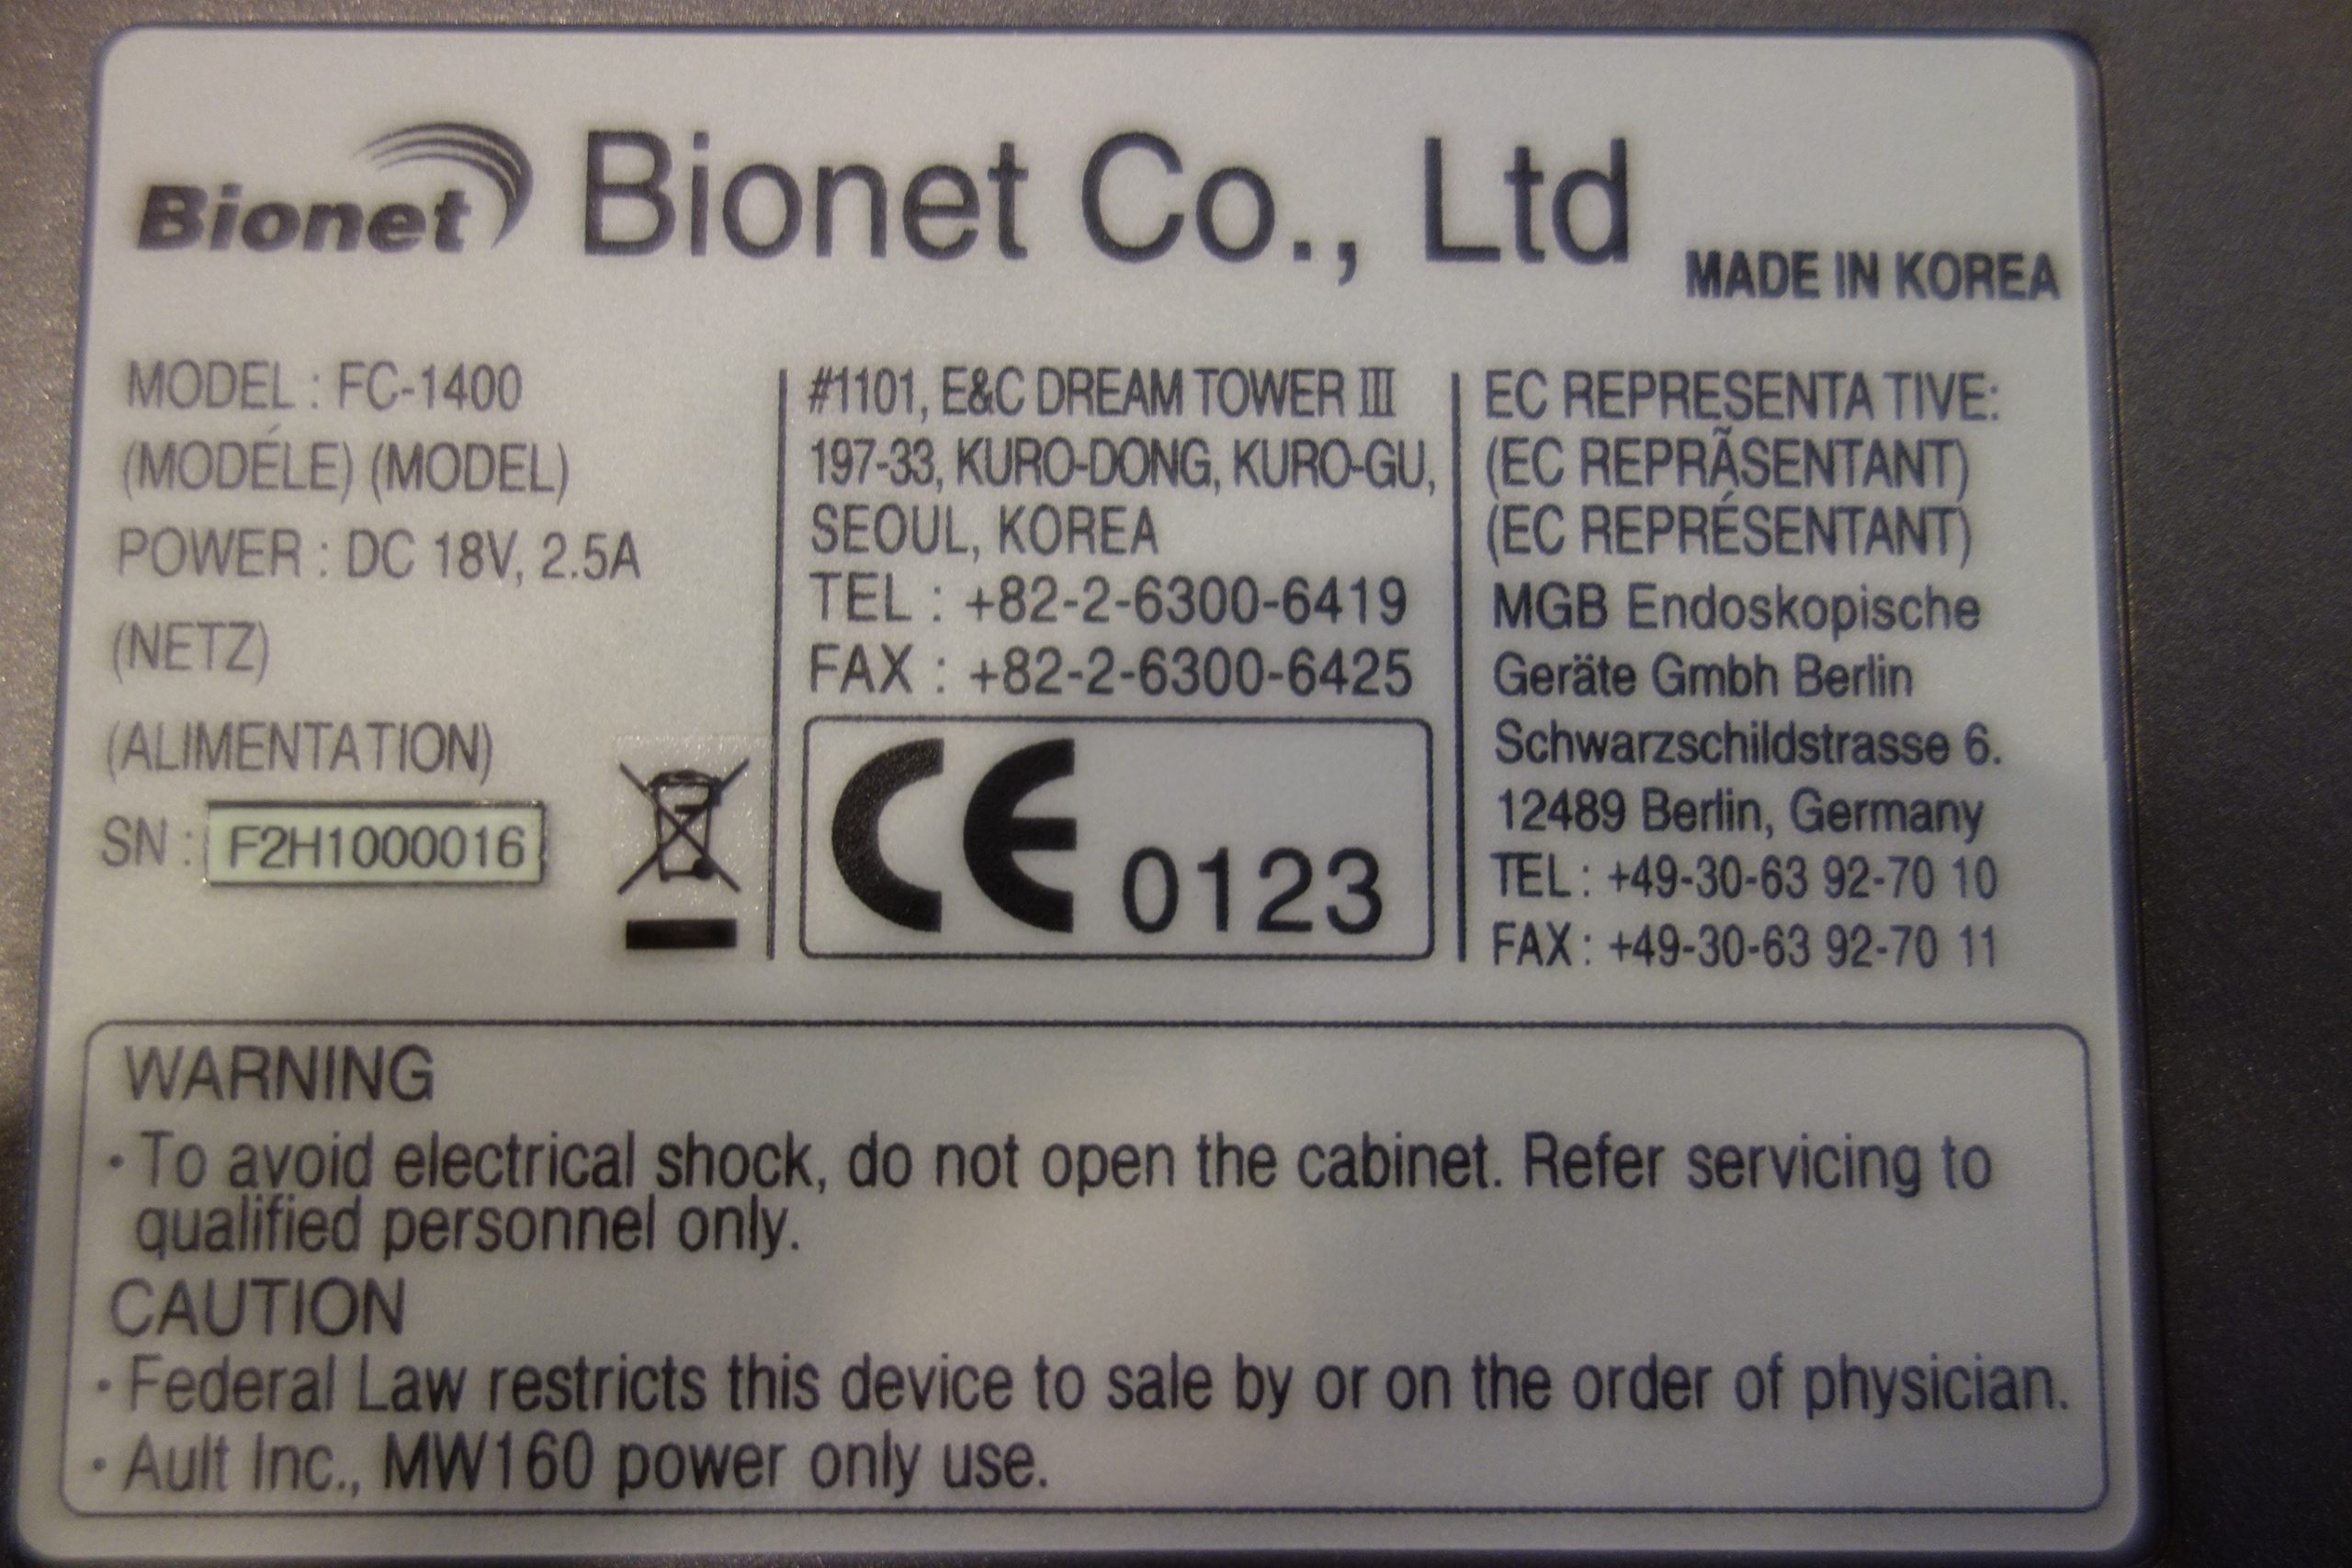 Bionet
Bionet Co., Ltd
MADE IN KOREA
MODEL : FC-1400
(MODÉLE) (MODEL)
POWER : DC 18V, 2.5A
(NETZ)
(ALIMENTATION)
SN : F2H1000016
#1101, E&C DREAM TOWER III
197-33, KURO-DONG, KURO-GU,
SEOUL, KOREA
TEL : +82-2-6300-6419
FAX : +82-2-6300-6425
CE 0123
EC REPRESENTA TIVE:
(EC REPRÃSENTANT)
(EC REPRÉSENTANT)
MGB Endoskopische
Geräte Gmbh Berlin
Schwarzschildstrasse 6.
12489 Berlin, Germany
TEL : +49-30-63 92-70 10
FAX : +49-30-63 92-70 11
WARNING
· To avoid electrical shock, do not open the cabinet. Refer servicing to
qualified personnel only.
CAUTION
· Federal Law restricts this device to sale by or on the order of physician.
· Ault Inc., MW160 power only use.